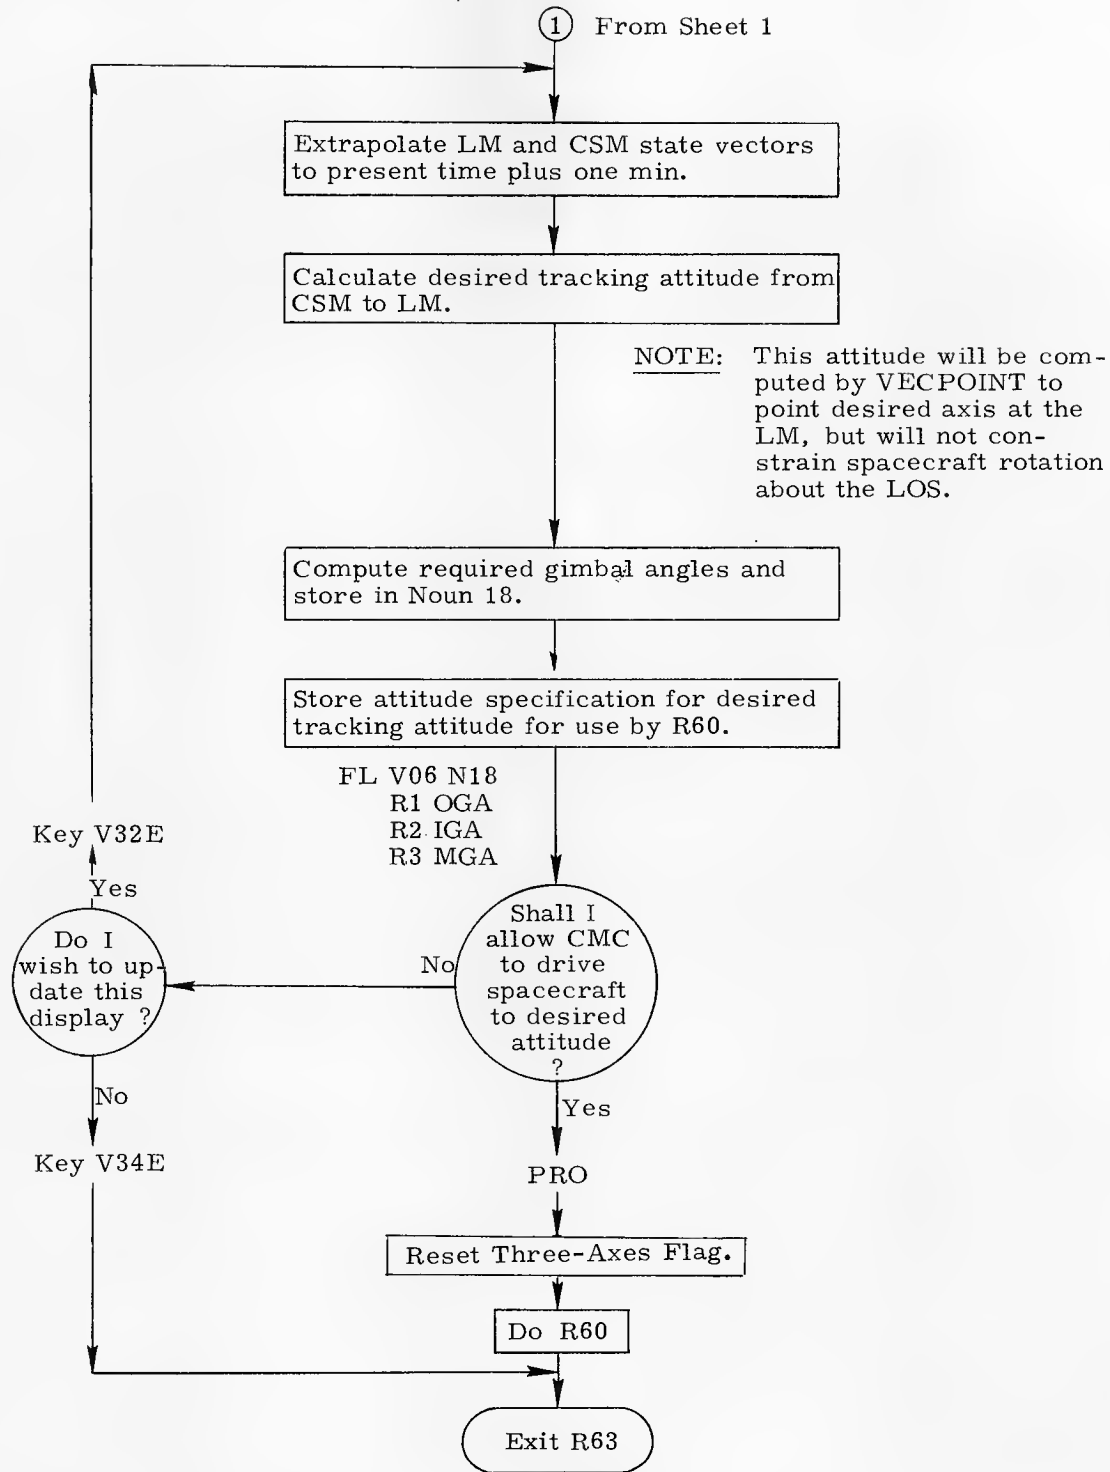 1 From Sheet 1
Extrapolate LM and CSM state vectors
to present time plus one min.
Calculate desired tracking attitude from
CSM to LM.
NOTE: This attitude will be com-
puted by VECPOINT to
point desired axis at the
LM, but will not con-
strain spacecraft rotation
about the LOS.
Compute required gimbal angles and
store in Noun 18.
Store attitude specification for desired
tracking attitude for use by R60.
FL V06 N18
R1 OGA
R2 IGA
R3 MGA
Key V32E
Yes
Do I
wish to up-
date this
display ?
No
Shall I
allow CMC
to drive
spacecraft
to desired
attitude
?
No
Key V34E
Yes
PRO
Reset Three-Axes Flag.
Do R60
Exit R63